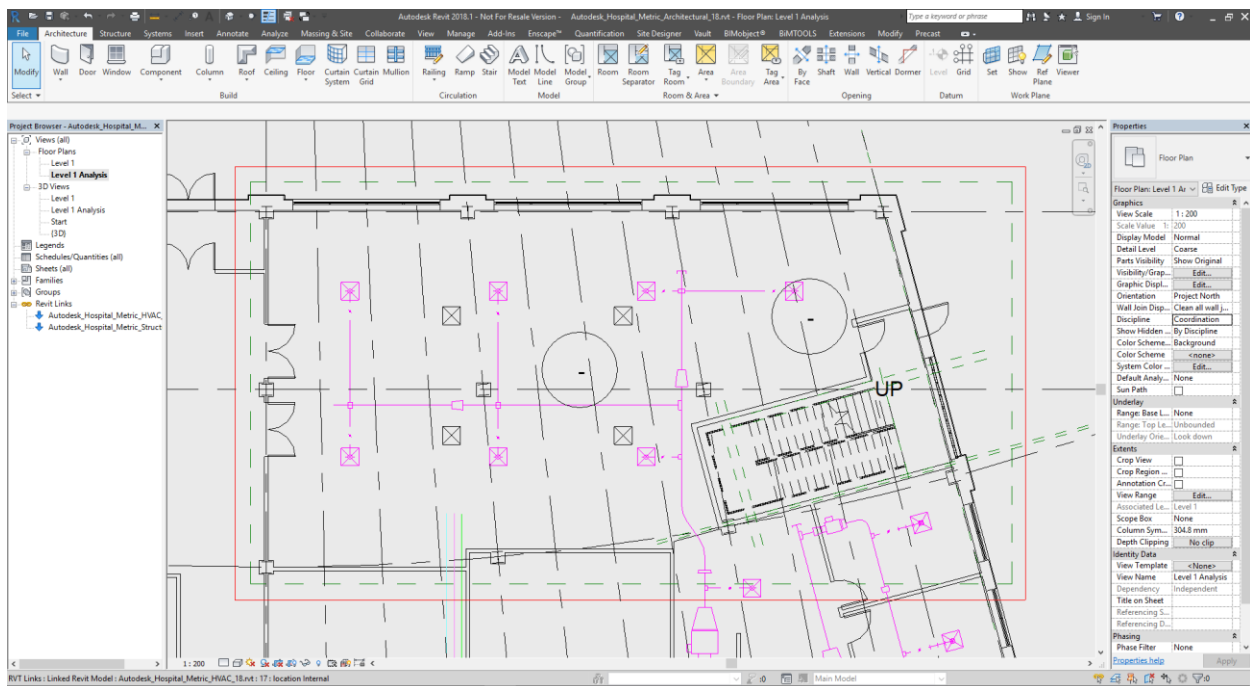 Autodesk Revit 2018.1 - Not For Resale Version - Autodesk_Hospital_Metric_Architectural_18.rvt - Floor Plan: Level 1 Analysis
Type a keyword or phrase
Sign In
File Architecture Structure Systems Insert Annotate Analyze Massing & Site Collaborate View Manage Add-Ins Enscape™ Quantification Site Designer Vault BIMobject® BiMTOOLS Extensions Modify Precast
Modify Wall Door Window Component Column Roof Ceiling Floor Curtain System Curtain Grid Mullion Railing Ramp Stair Model Text Model Line Model Group Room Room Separator Tag Room Area Area Boundary Tag Area By Face Shaft Wall Vertical Dormer Level Grid Set Show Ref Plane Viewer
Select Build Circulation Model Room & Area Opening Datum Work Plane
Project Browser - Autodesk_Hospital_M...
Views (all)
Floor Plans
Level 1
Level 1 Analysis
3D Views
Level 1
Level 1 Analysis
Start
{3D}
Legends
Schedules/Quantities (all)
Sheets (all)
Families
Groups
Revit Links
Autodesk_Hospital_Metric_HVAC_
Autodesk_Hospital_Metric_Struct
UP
Properties
Floor Plan
Floor Plan: Level 1 Ar Edit Type
Graphics
View Scale 1 : 200
Scale Value 1: 200
Display Model Normal
Detail Level Coarse
Parts Visibility Show Original
Visibility/Grap... Edit...
Graphic Displ... Edit...
Orientation Project North
Wall Join Disp... Clean all wall j...
Discipline Coordination
Show Hidden ... By Discipline
Color Scheme... Background
Color Scheme <none>
System Color ... Edit...
Default Analy... None
Sun Path
Underlay
Range: Base L... None
Range: Top Le... Unbounded
Underlay Orie... Look down
Extents
Crop View
Crop Region ...
Annotation Cr...
View Range Edit...
Associated Le... Level 1
Scope Box None
Column Sym... 304.8 mm
Depth Clipping No clip
Identity Data
View Template <None>
View Name Level 1 Analysis
Dependency Independent
Title on Sheet
Referencing S...
Referencing D...
Phasing
Phase Filter None
Properties help Apply
1 : 200
RVT Links : Linked Revit Model : Autodesk_Hospital_Metric_HVAC_18.rvt : 17 : location Internal
:0
Main Model
:0